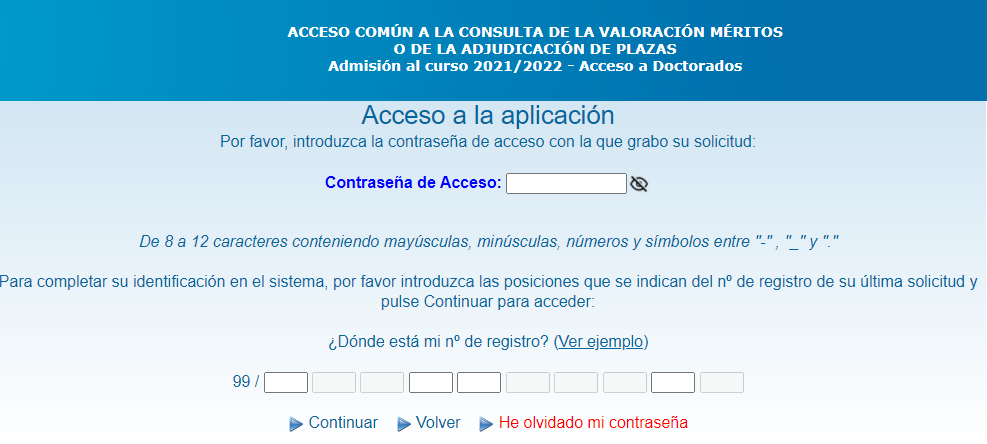 ACCESO COMÚN A LA CONSULTA DE LA VALORACIÓN MÉRITOS
O DE LA ADJUDICACIÓN DE PLAZAS
Admisión al curso 2021/2022 - Acceso a Doctorados
Acceso a la aplicación
Por favor, introduzca la contraseña de acceso con la que grabo su solicitud:
Contraseña de Acceso:
De 8 a 12 caracteres conteniendo mayúsculas, minúsculas, números y símbolos entre "-" , "_" y "."
Para completar su identificación en el sistema, por favor introduzca las posiciones que se indican del nº de registro de su última solicitud y
pulse Continuar para acceder:
¿Dónde está mi nº de registro? (Ver ejemplo)
99 /
Continuar Volver He olvidado mi contraseña